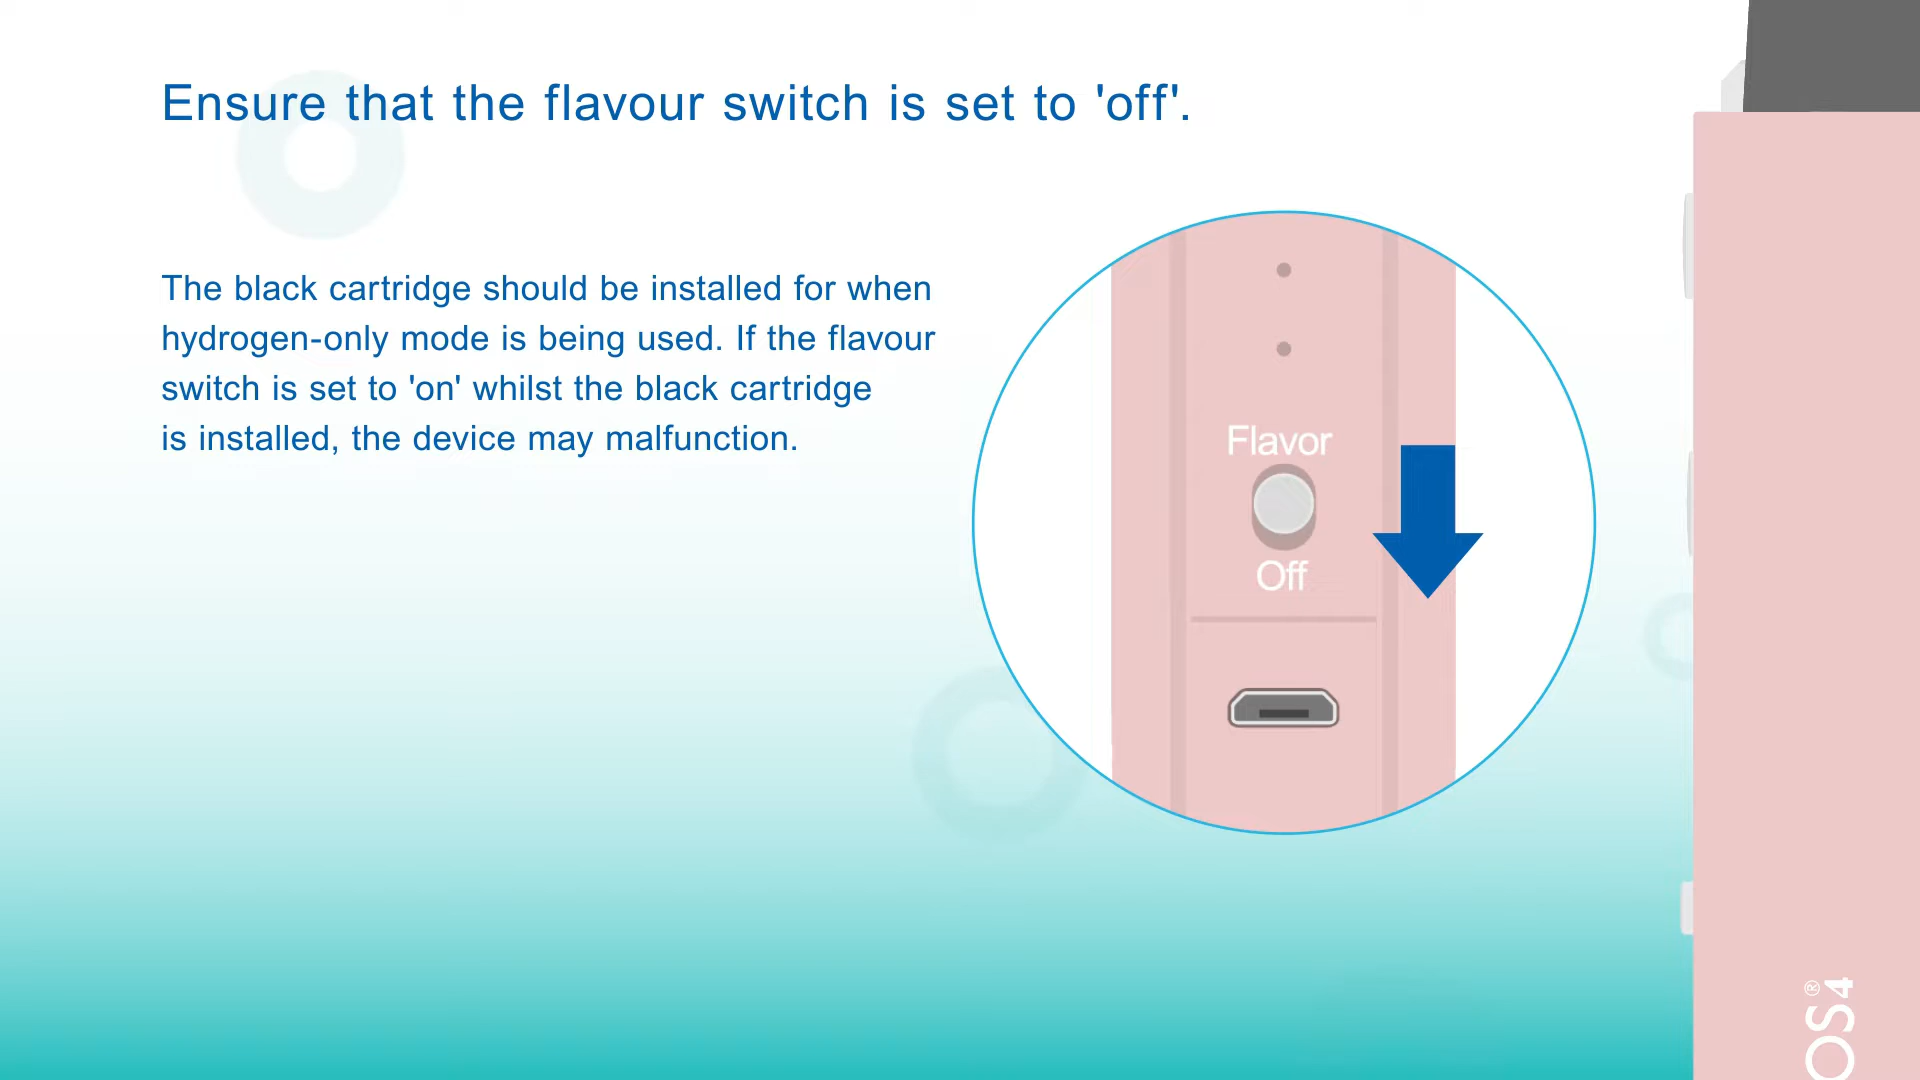 Ensure that the flavour switch is set to 'off'.
The black cartridge should be installed for when
hydrogen-only mode is being used. If the flavour
switch is set to 'on' whilst the black cartridge
is installed, the device may malfunction.
Flavor
Off
OS®4